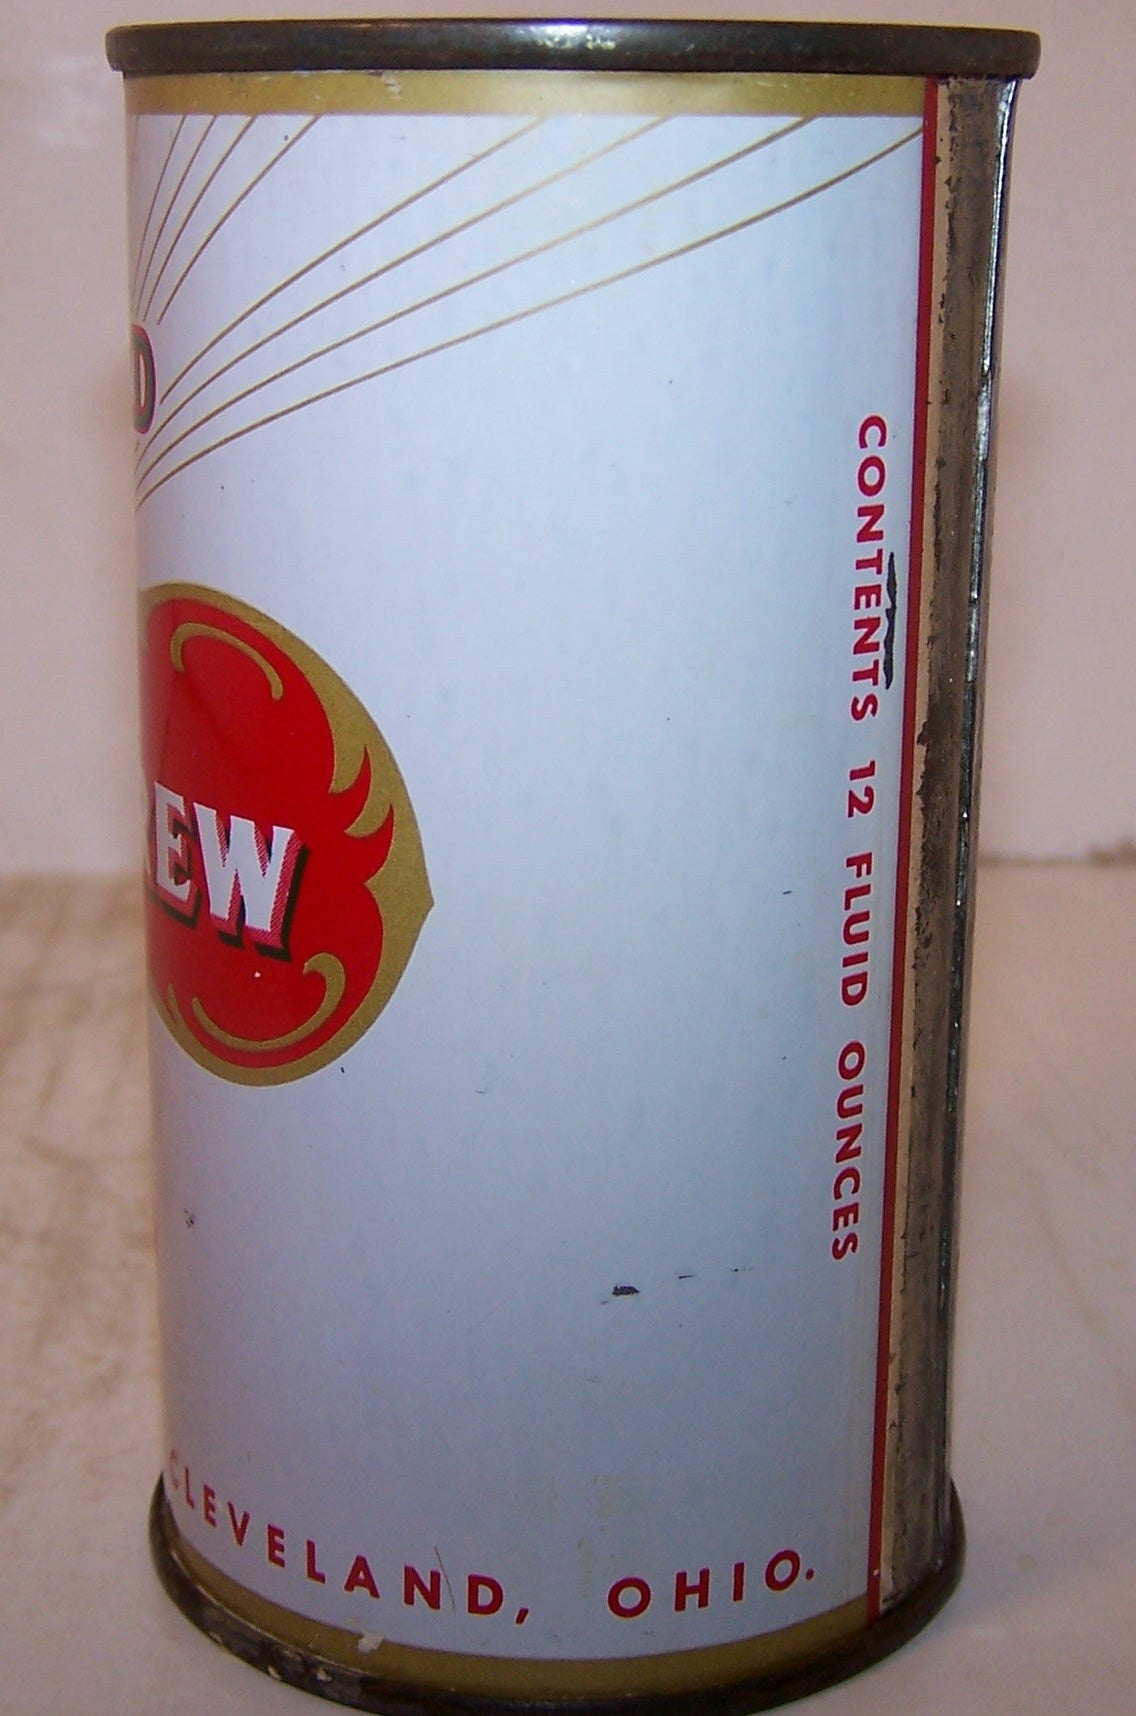 D
EW
CONTENTS 12 FLUID OUNCES
CLEVELAND, OHIO.